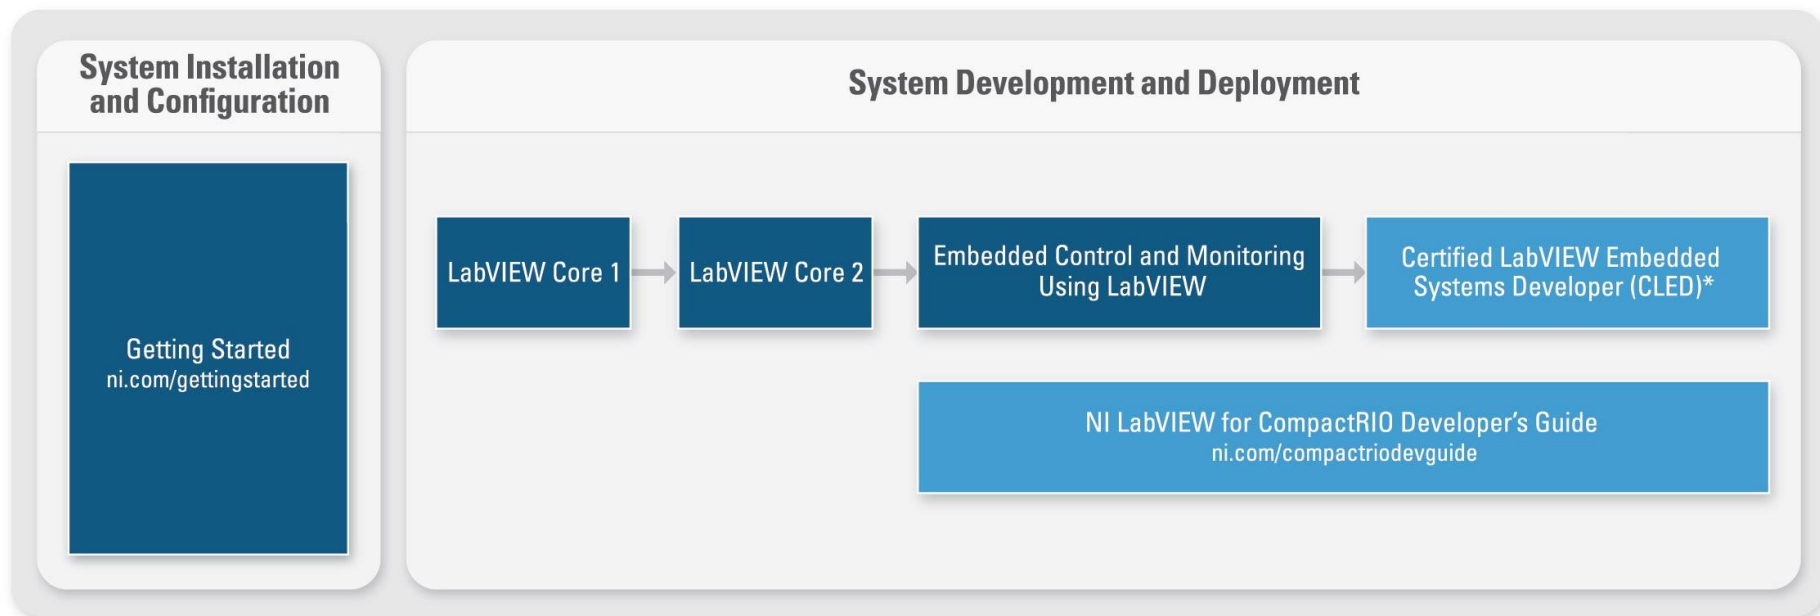 System Installation
and Configuration
Getting Started
ni.com/gettingstarted
System Development and Deployment
LabVIEW Core 1
LabVIEW Core 2
Embedded Control and Monitoring
Using LabVIEW
Certified LabVIEW Embedded
Systems Developer (CLED)*
NI LabVIEW for CompactRIO Developer’s Guide
ni.com/compactriodevguide